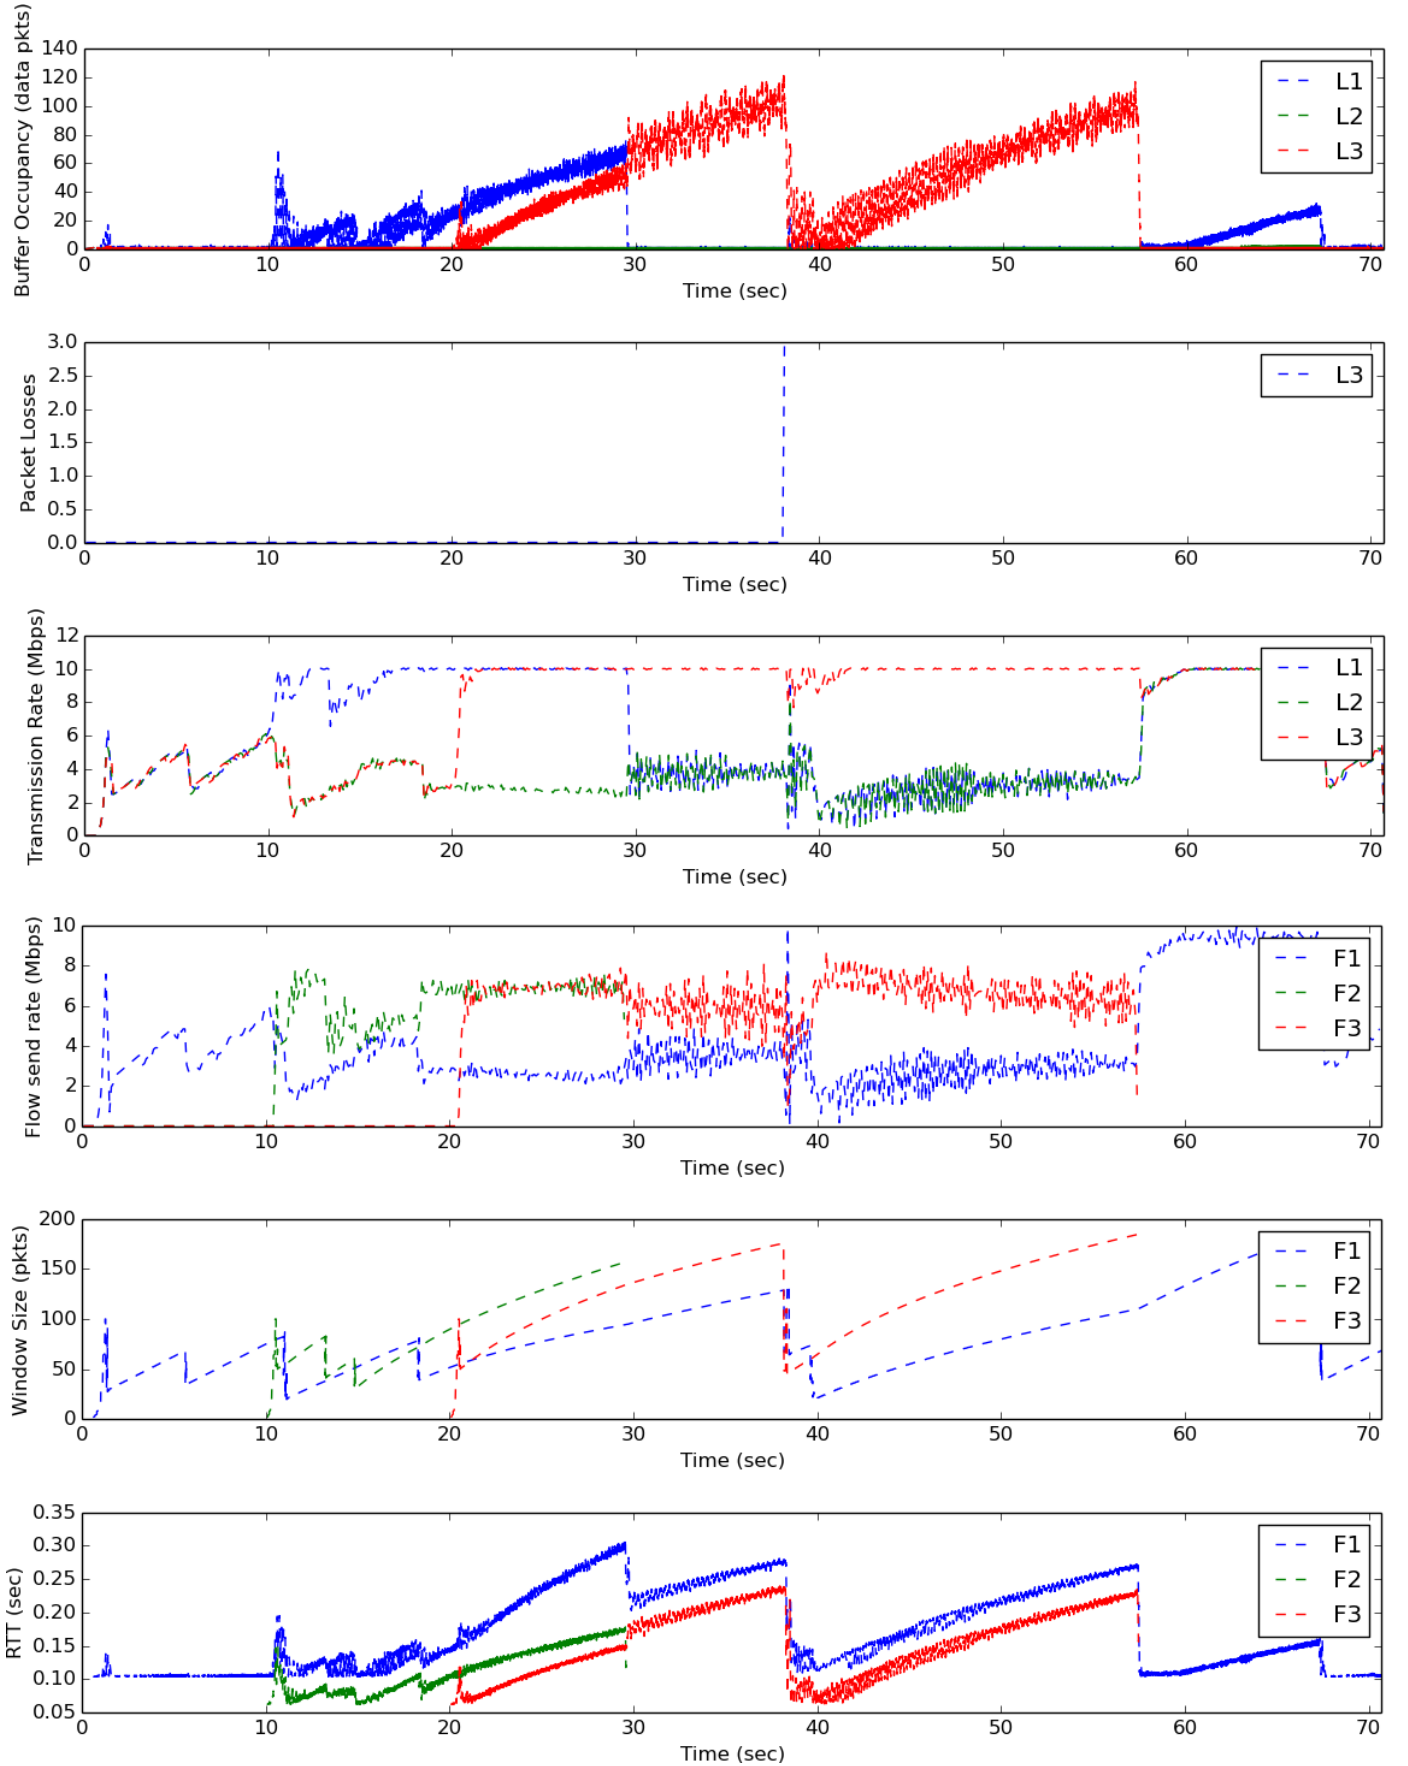 Buffer Occupancy (data pkts)
140
120
100
80
60
40
20
0
0 10 20 30 40 50 60 70
Time (sec)
L1
L2
L3
Packet Losses
3.0
2.5
2.0
1.5
1.0
0.5
0.0
0 10 20 30 40 50 60 70
Time (sec)
L3
Transmission Rate (Mbps)
12
10
8
6
4
2
0
0 10 20 30 40 50 60 70
Time (sec)
L1
L2
L3
Flow send rate (Mbps)
10
8
6
4
2
0
0 10 20 30 40 50 60 70
Time (sec)
F1
F2
F3
Window Size (pkts)
200
150
100
50
0
0 10 20 30 40 50 60 70
Time (sec)
F1
F2
F3
RTT (sec)
0.35
0.30
0.25
0.20
0.15
0.10
0.05
0 10 20 30 40 50 60 70
Time (sec)
F1
F2
F3